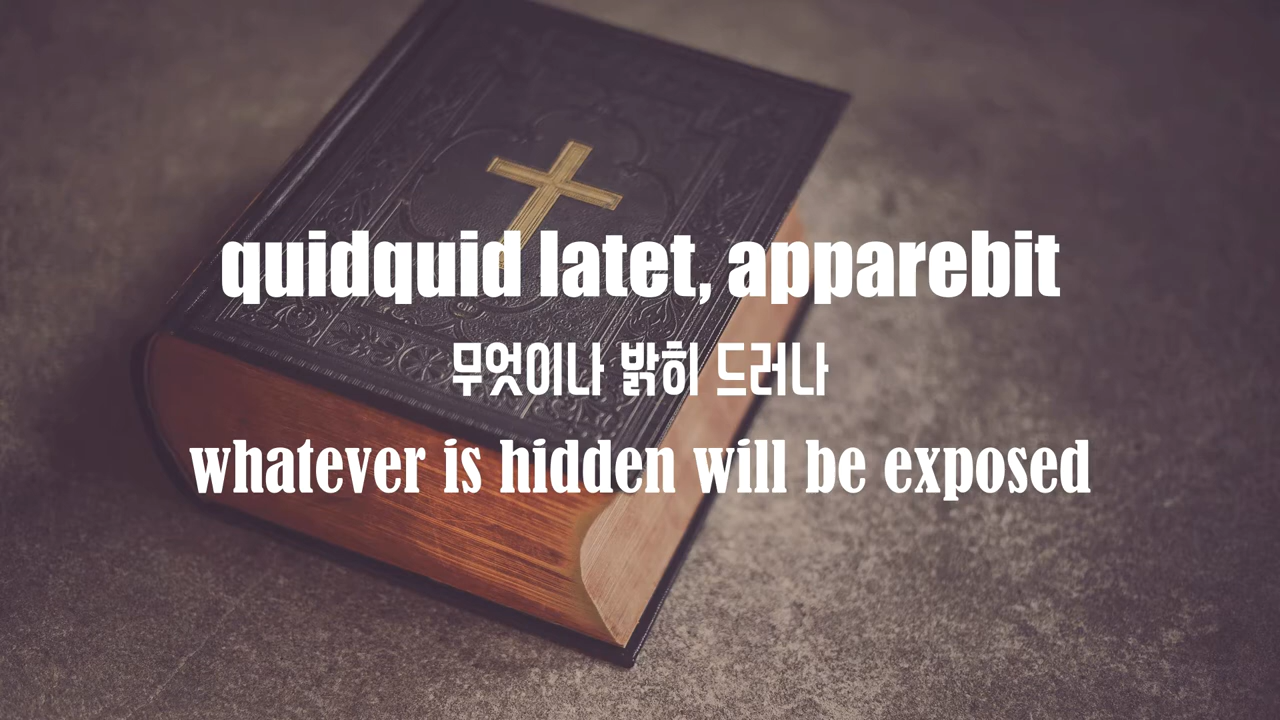 quidquid latet, apparebit
무엇이나 밝히 드러나
whatever is hidden will be exposed